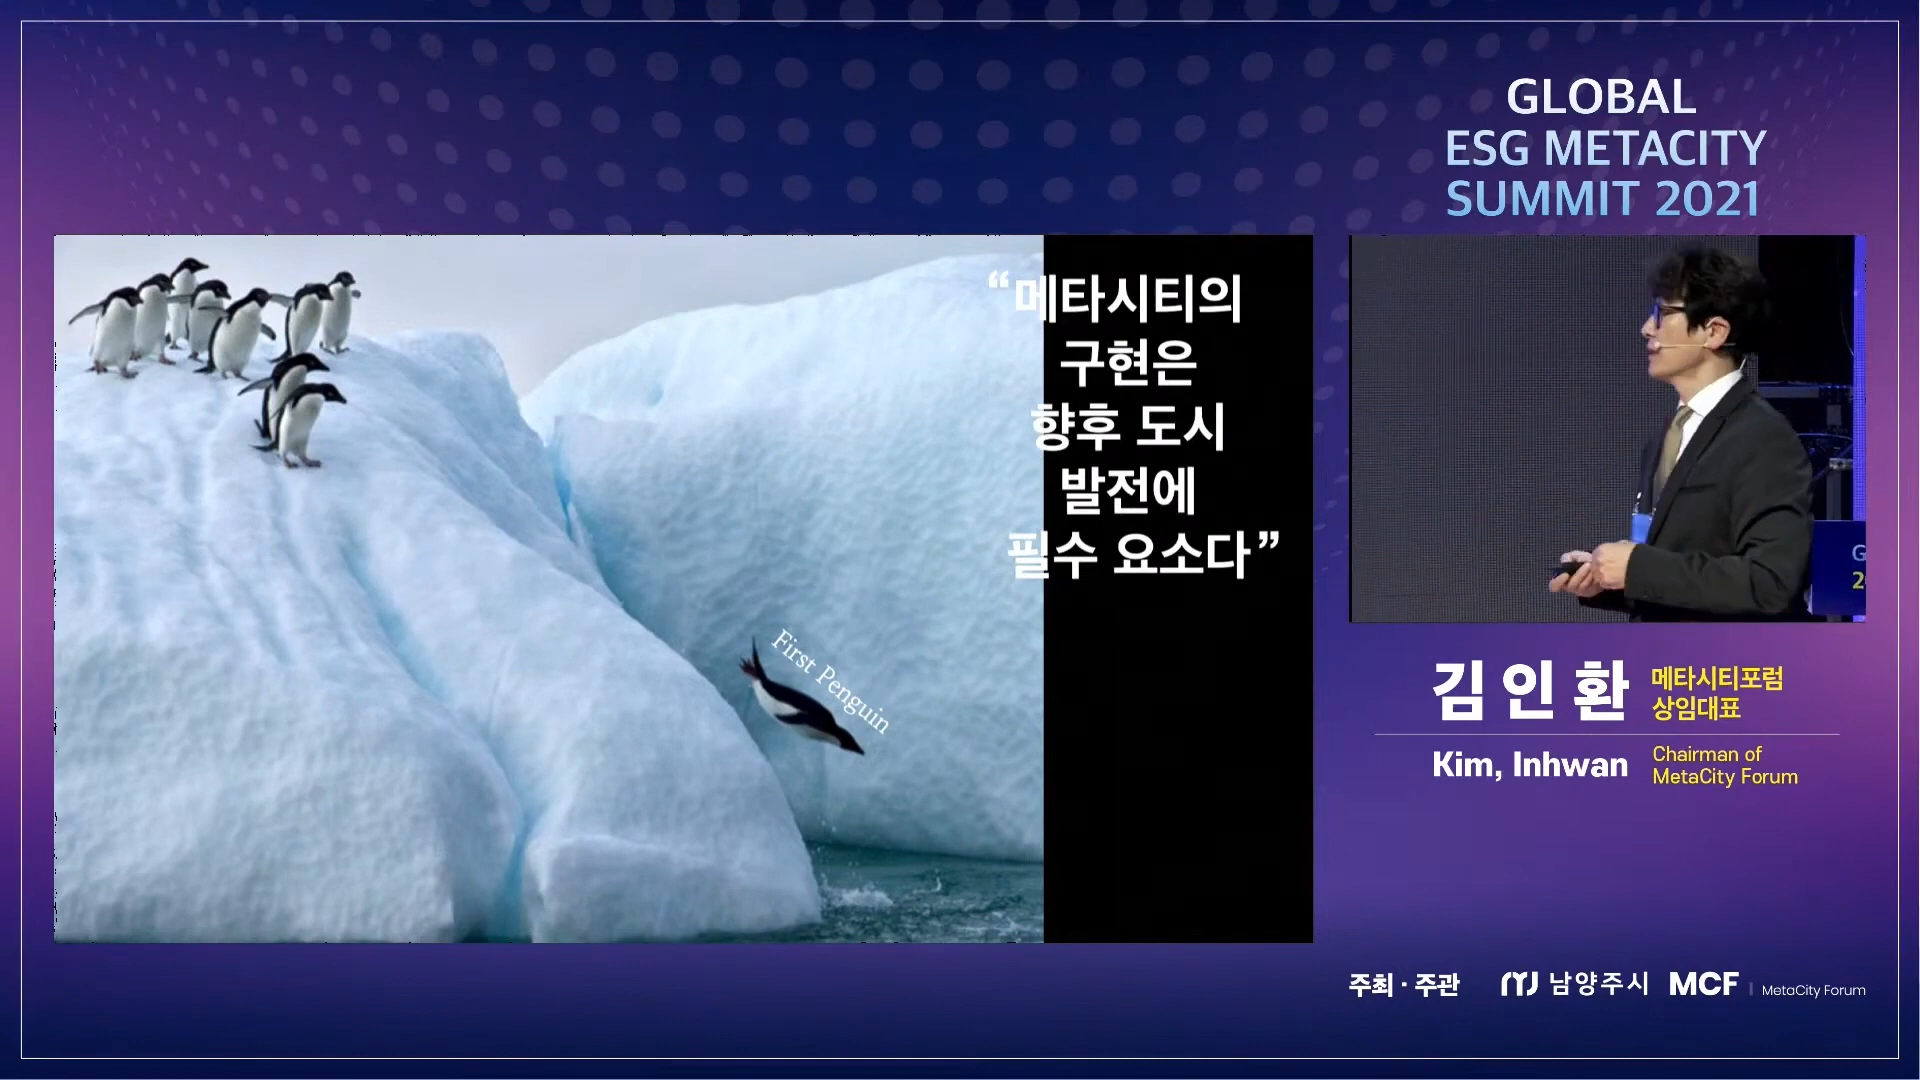 GLOBAL
ESG METACITY
SUMMIT 2021
“메타시티의
구현은
향후 도시
발전에
필수 요소다”
First Penguin
김인환
메타시티포럼
상임대표
Kim, Inhwan
Chairman of
MetaCity Forum
주최 · 주관
남양주시
MCF
MetaCity Forum